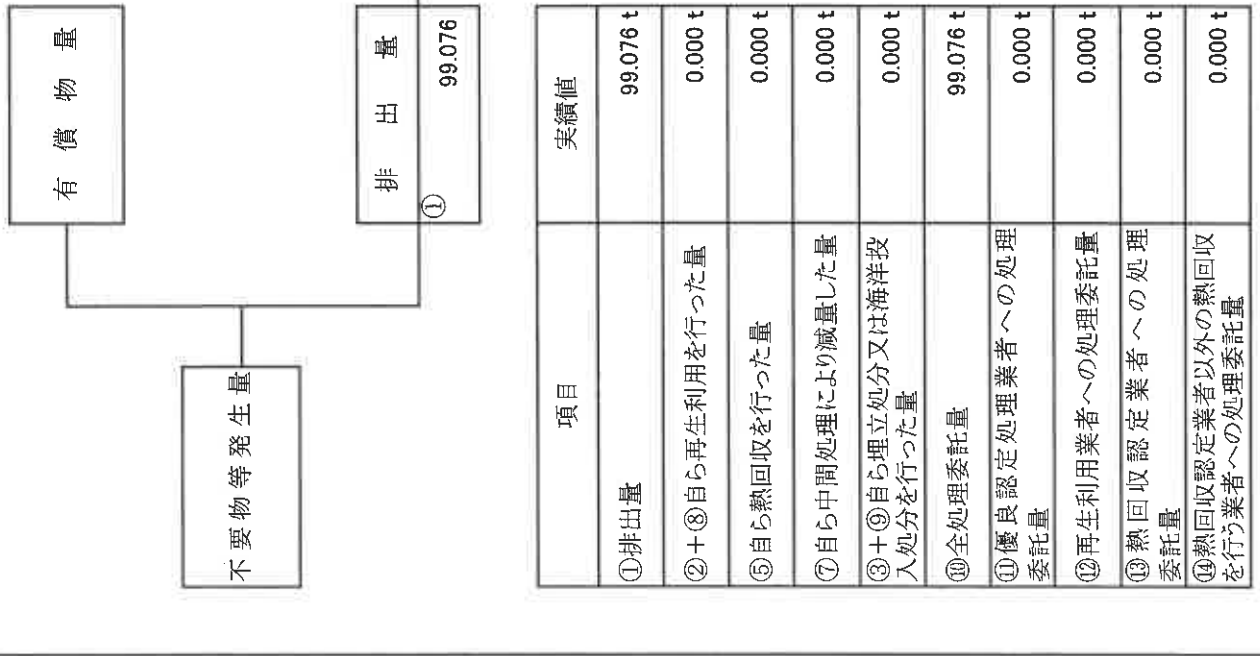 不要物等発生量
有償物量
排出量
①
99.076
項目 実績値
①排出量 99.076 t
②+⑧自ら再生利用を行った量 0.000 t
⑤自ら熱回収を行った量 0.000 t
⑦自ら中間処理により減量した量 0.000 t
③+⑨自ら埋立処分又は海洋投
入処分を行った量 0.000 t
⑩全処理委託量 99.076 t
⑪優良認定処理業者への処理
委託量 0.000 t
⑫再生利用業者への処理委託量 0.000 t
⑬熱回収認定業者への処理
委託量 0.000 t
⑭熱回収認定業者以外の熱回収
を行う業者への処理委託量 0.000 t